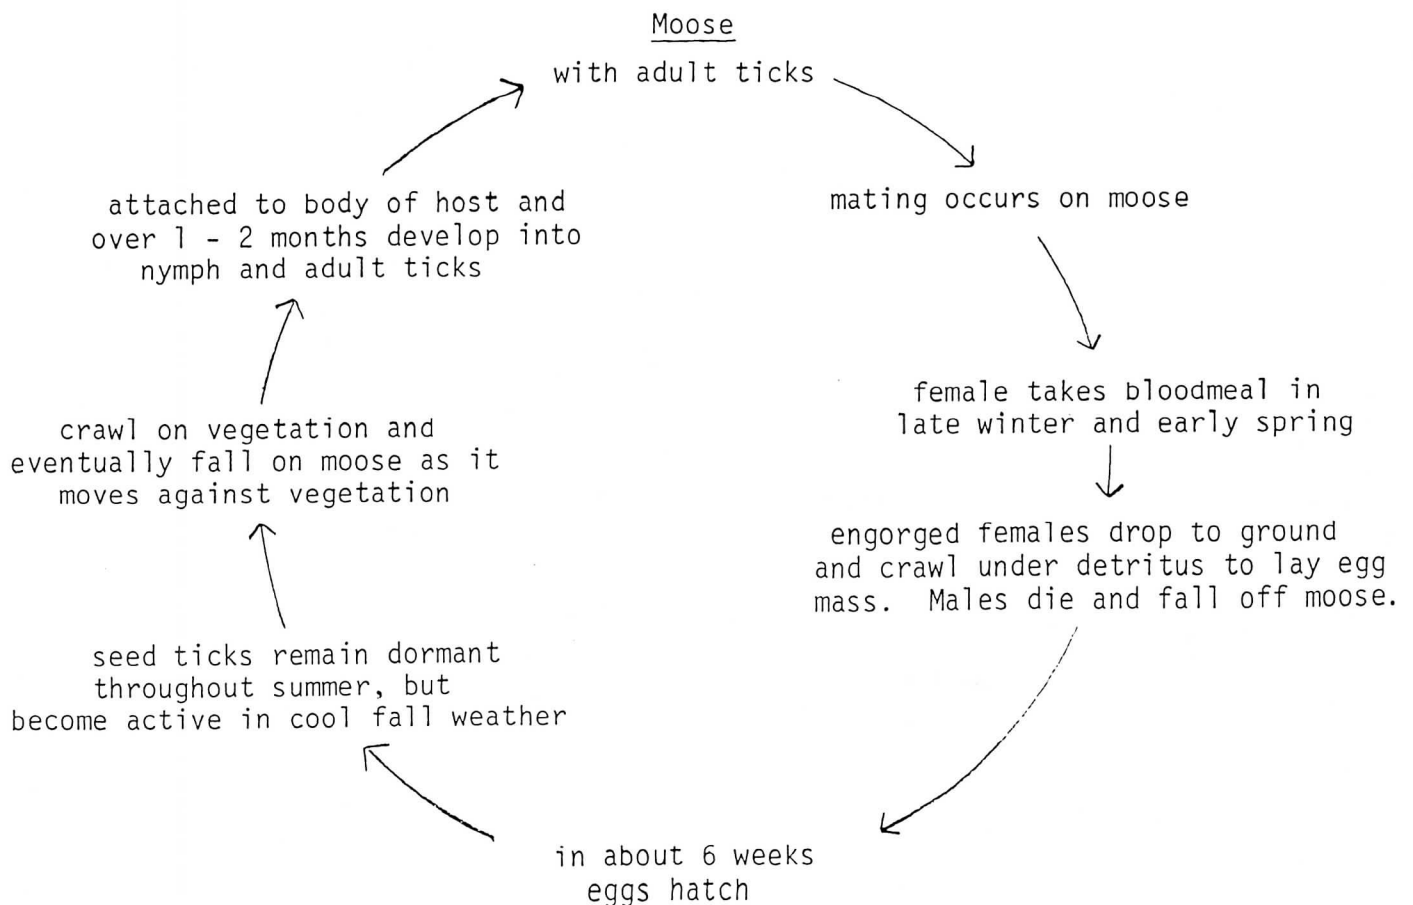 Moose
with adult ticks
mating occurs on moose
female takes bloodmeal in
late winter and early spring
engorged females drop to ground
and crawl under detritus to lay egg
mass. Males die and fall off moose.
in about 6 weeks
eggs hatch
seed ticks remain dormant
throughout summer, but
become active in cool fall weather
crawl on vegetation and
eventually fall on moose as it
moves against vegetation
attached to body of host and
over 1 - 2 months develop into
nymph and adult ticks